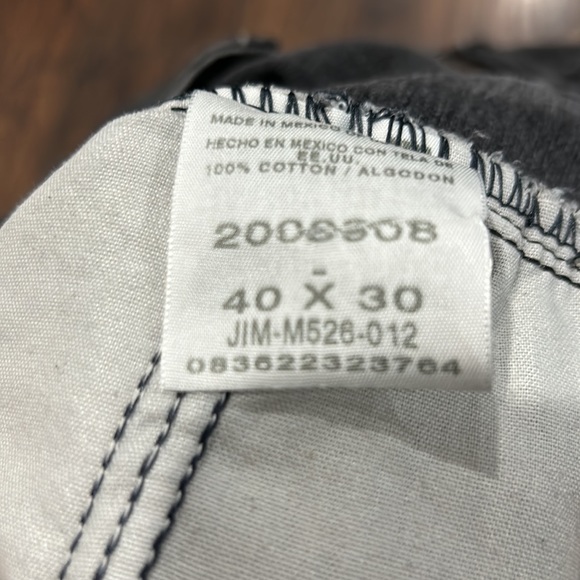 MADE IN MEXICO
HECHO EN MEXICO CON TELA DE
EE.UU.
100% COTTON / ALGODON
-
40 X 30
JIM-M526-012
083622323764